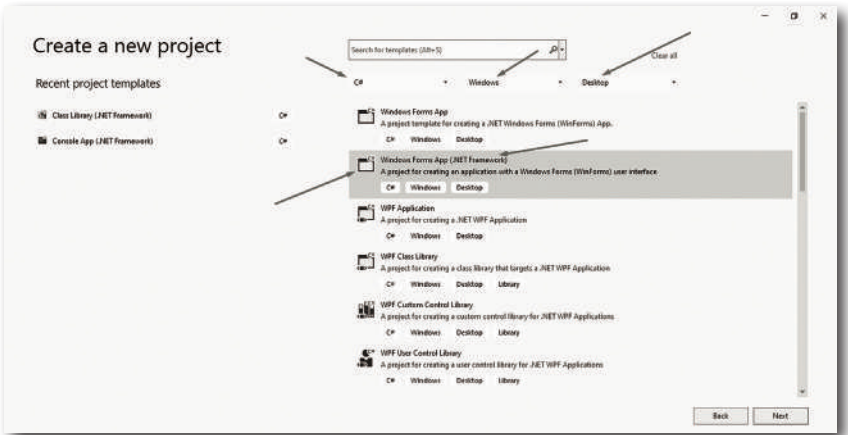 Create a new project
Search for templates (Alt+S)
Clear all
Recent project templates
C# Windows Desktop
Class Library (.NET Framework) C#
Console App (.NET Framework) C#
Windows Forms App
A project template for creating a .NET Windows Forms (WinForms) App.
C# Windows Desktop
Windows Forms App (.NET Framework)
A project for creating an application with a Windows Forms (WinForms) user interface
C# Windows Desktop
WPF Application
A project for creating a .NET WPF Application
C# Windows Desktop
WPF Class Library
A project for creating a class library that targets a .NET WPF Application
C# Windows Desktop Library
WPF Custom Control Library
A project for creating a custom control library for .NET WPF Applications
C# Windows Desktop Library
WPF User Control Library
A project for creating a user control library for .NET WPF Applications
C# Windows Desktop Library
Back Next